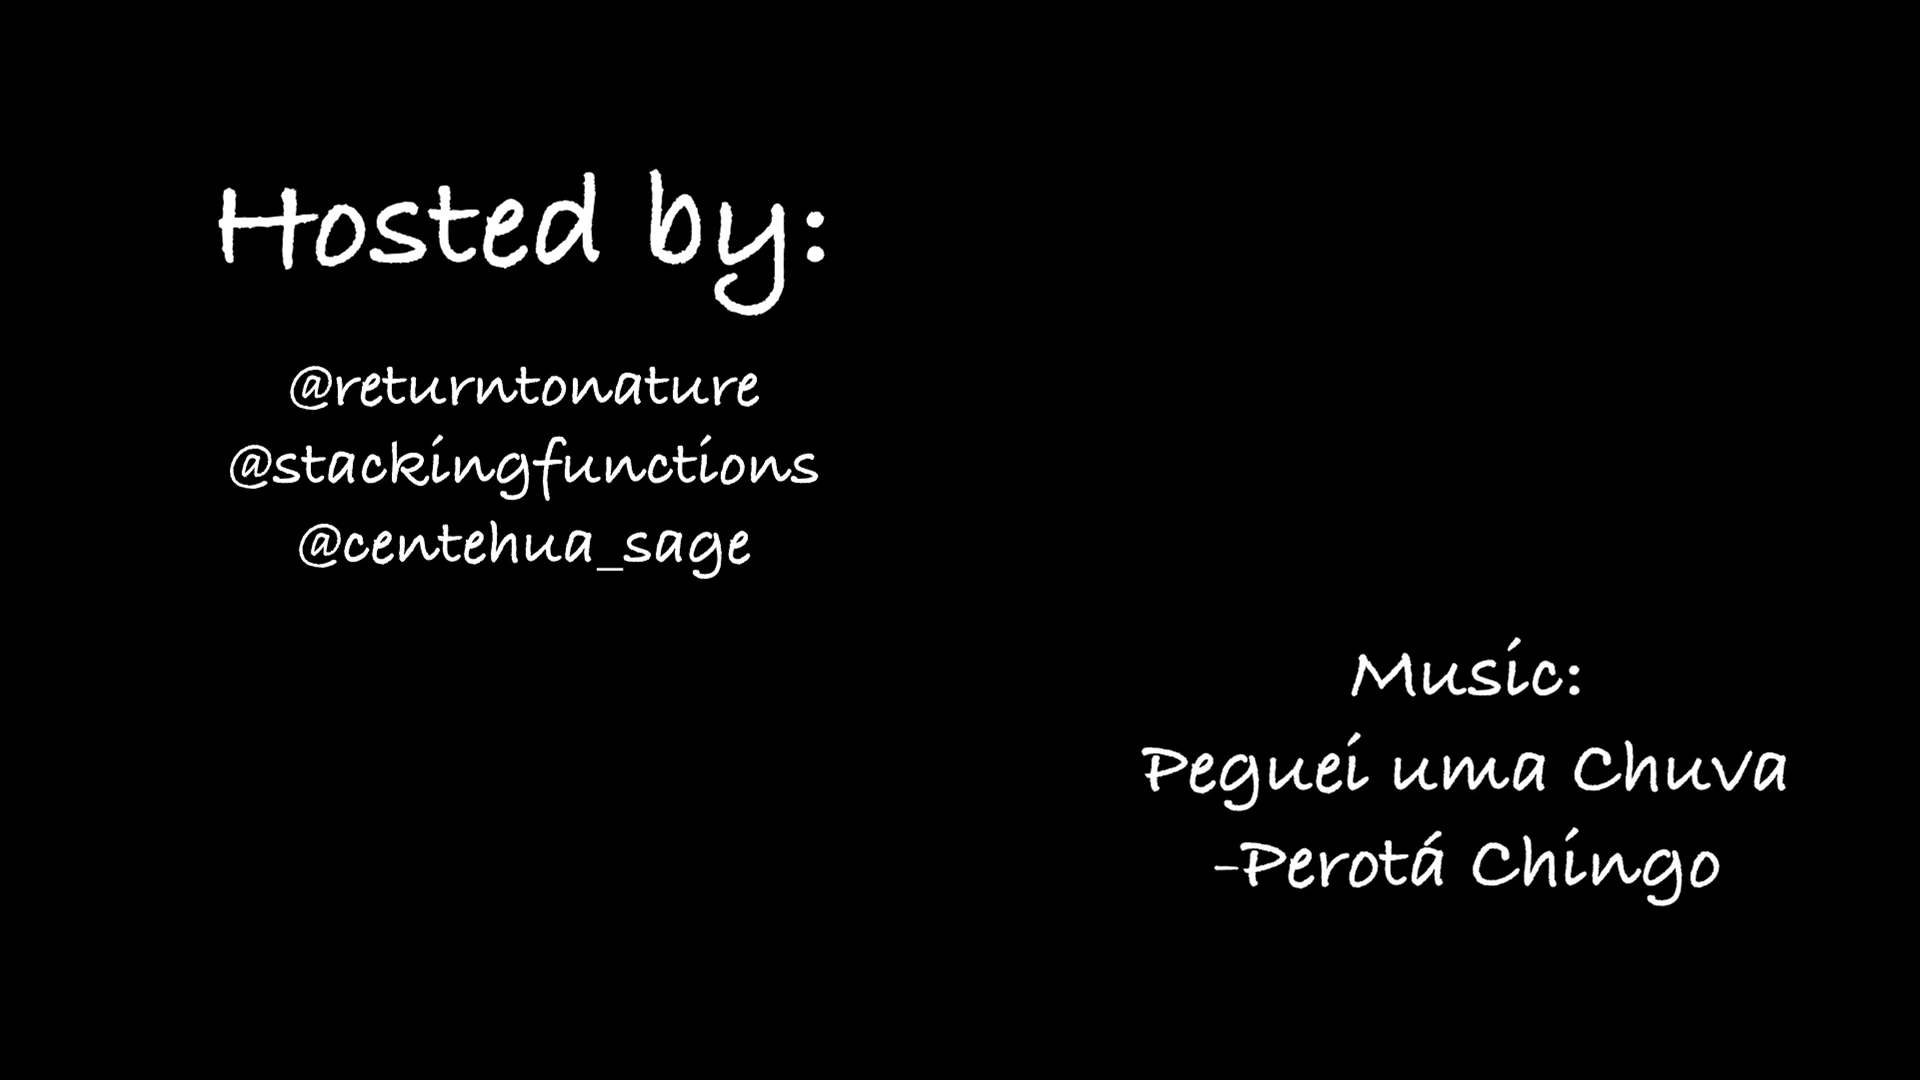 Hosted by:
@returntonature
@stackingfunctions
@centehua_sage
Music:
Peguei uma Chuva
-Perotá Chingo